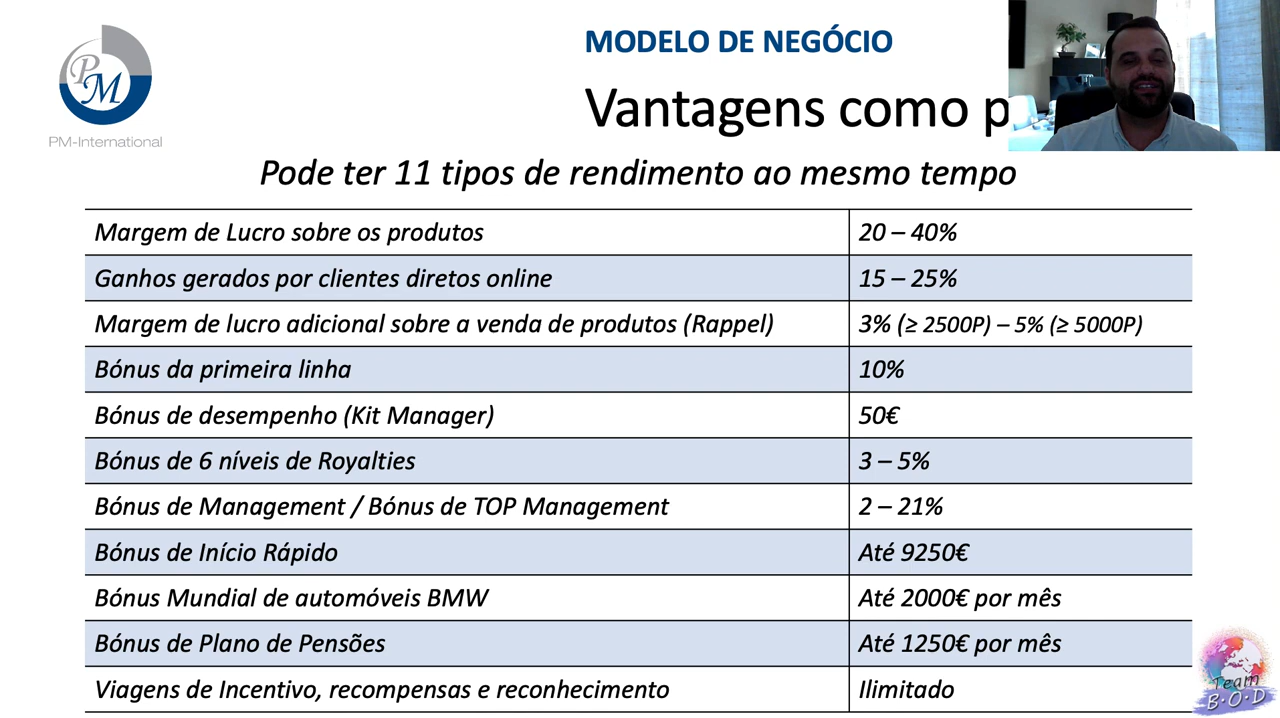 PM
PM-International
MODELO DE NEGÓCIO
Vantagens como
Pode ter 11 tipos de rendimento ao mesmo tempo
Margem de Lucro sobre os produtos 20 – 40%
Ganhos gerados por clientes diretos online 15 – 25%
Margem de lucro adicional sobre a venda de produtos (Rappel) 3% (≥ 2500P) – 5% (≥ 5000P)
Bónus da primeira linha 10%
Bónus de desempenho (Kit Manager) 50€
Bónus de 6 níveis de Royalties 3 – 5%
Bónus de Management / Bónus de TOP Management 2 – 21%
Bónus de Início Rápido Até 9250€
Bónus Mundial de automóveis BMW Até 2000€ por mês
Bónus de Plano de Pensões Até 1250€ por mês
Viagens de Incentivo, recompensas e reconhecimento Ilimitado
Team
B·O·D